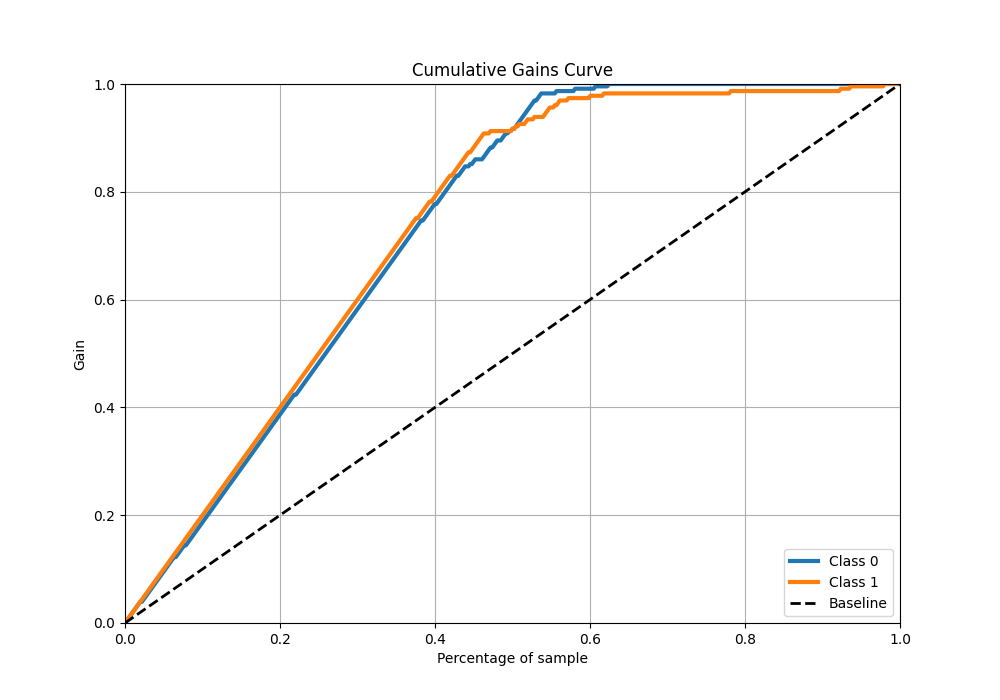 Cumulative Gains Curve
1.0
0.8
0.6
0.4
0.2
0.0
Gain
0.0 0.2 0.4 0.6 0.8 1.0
Percentage of sample
Class 0
Class 1
Baseline